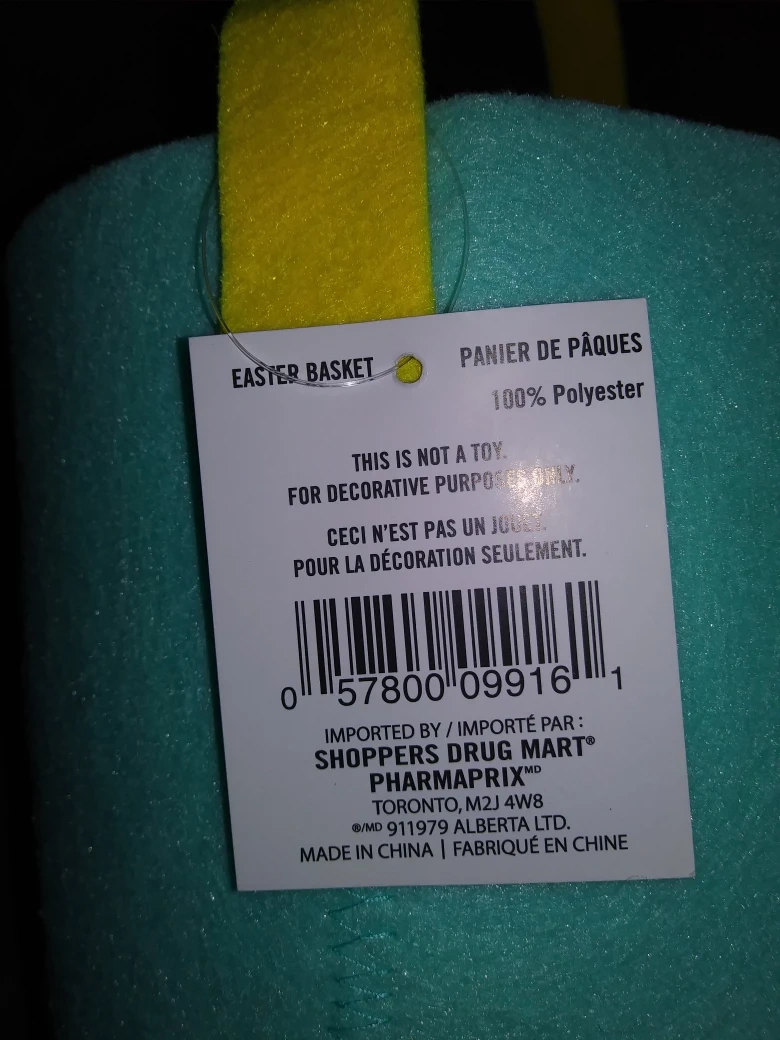 EASTER BASKET
PANIER DE PÂQUES
100% Polyester
THIS IS NOT A TOY.
FOR DECORATIVE PURPOSES ONLY.
CECI N'EST PAS UN JOUET.
POUR LA DÉCORATION SEULEMENT.
0 57800 09916 1
IMPORTED BY / IMPORTÉ PAR :
SHOPPERS DRUG MART®
PHARMAPRIX MD
TORONTO, M2J 4W8
®/MD 911979 ALBERTA LTD.
MADE IN CHINA | FABRIQUÉ EN CHINE